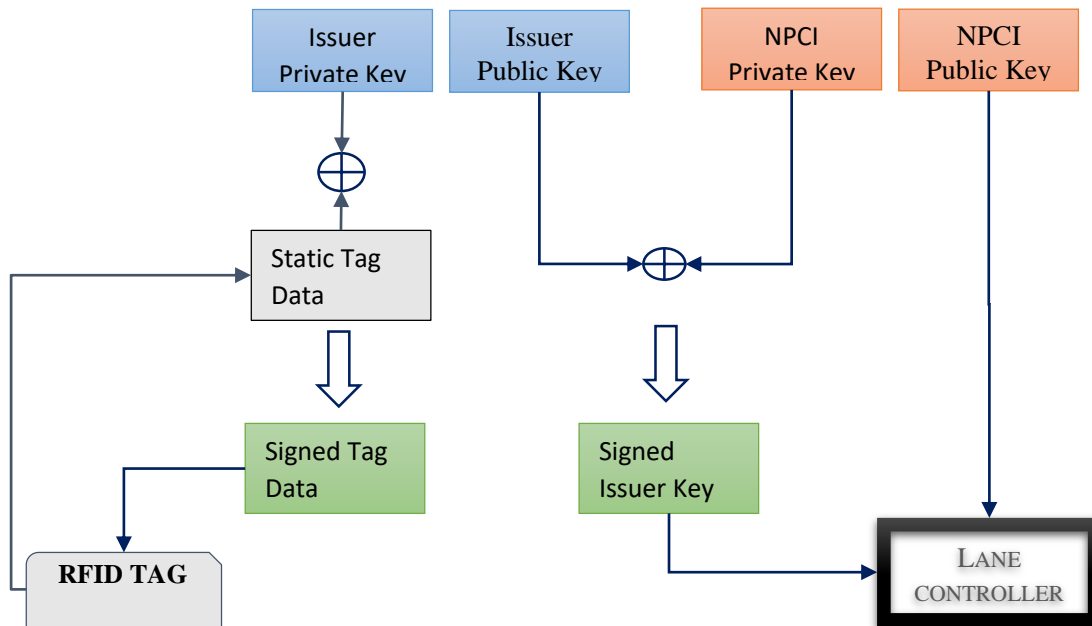 Issuer
Private Key
Issuer
Public Key
NPCI
Private Key
NPCI
Public Key
Static Tag
Data
Signed Tag
Data
Signed
Issuer Key
RFID TAG
LANE
CONTROLLER